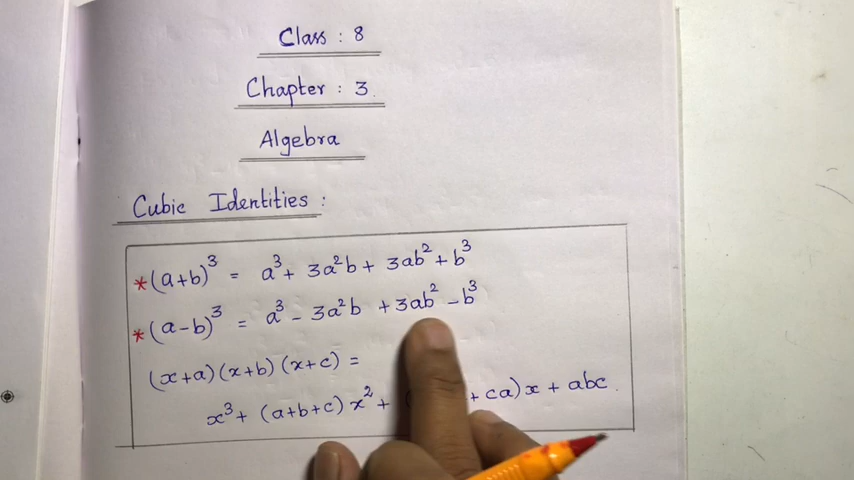 Class : 8
Chapter : 3
Algebra
Cubic Identities :
*(a+b)³ = a³ + 3a²b + 3ab² + b³
*(a-b)³ = a³ - 3a²b + 3ab² - b³
(x+a)(x+b)(x+c) =
x³ + (a+b+c)x² + ( + ca)x + abc.